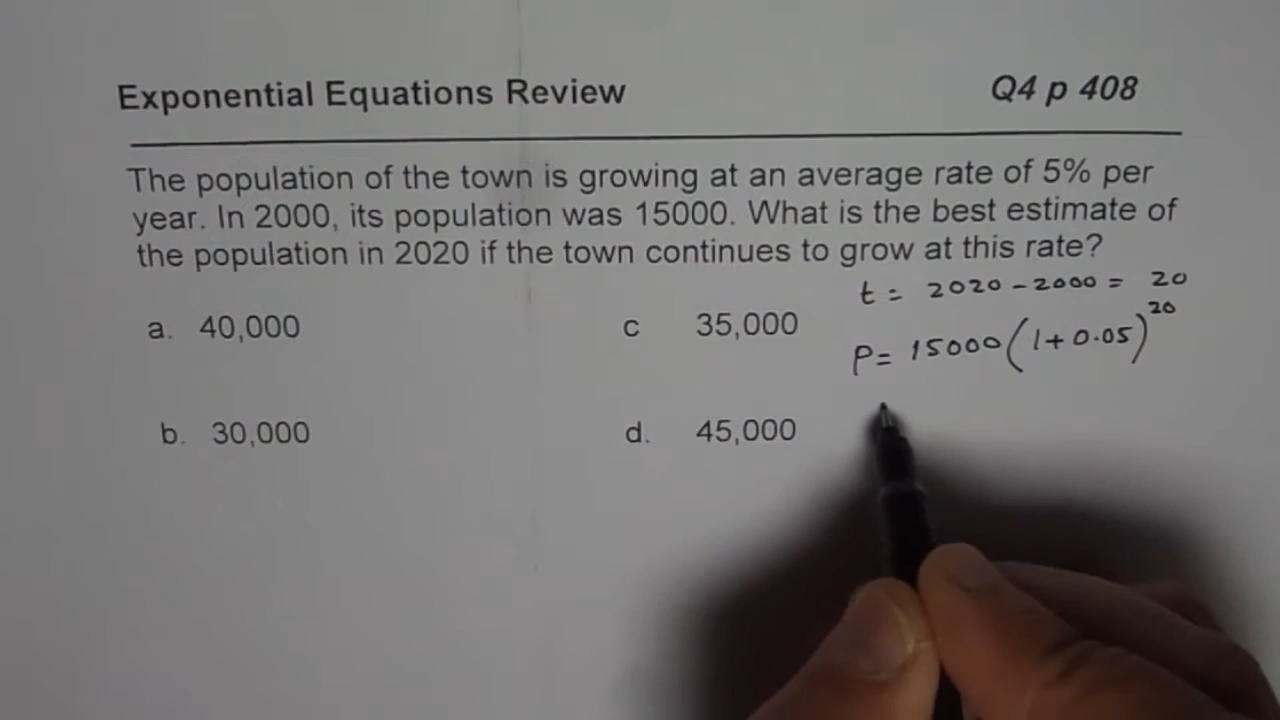 Exponential Equations Review Q4 p 408
The population of the town is growing at an average rate of 5% per
year. In 2000, its population was 15000. What is the best estimate of
the population in 2020 if the town continues to grow at this rate?
t = 2020 - 2000 = 20
a. 40,000 c 35,000
P = 15000 (1 + 0.05)^20
b. 30,000 d. 45,000